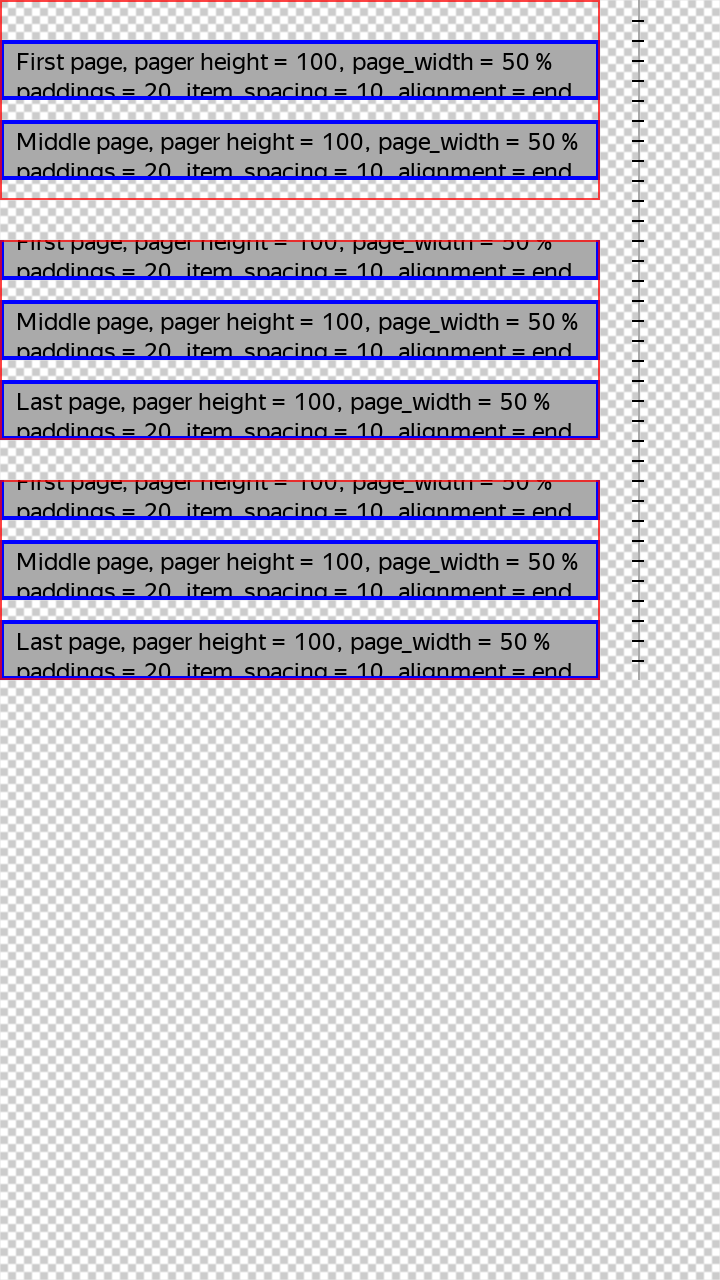 First page, pager height = 100, page_width = 50 %
paddings = 20, item_spacing = 10, alignment = end
Middle page, pager height = 100, page_width = 50 %
paddings = 20, item_spacing = 10, alignment = end
First page, pager height = 100, page_width = 50 %
paddings = 20, item_spacing = 10, alignment = end
Middle page, pager height = 100, page_width = 50 %
paddings = 20, item_spacing = 10, alignment = end
Last page, pager height = 100, page_width = 50 %
paddings = 20, item_spacing = 10, alignment = end
First page, pager height = 100, page_width = 50 %
paddings = 20, item_spacing = 10, alignment = end
Middle page, pager height = 100, page_width = 50 %
paddings = 20, item_spacing = 10, alignment = end
Last page, pager height = 100, page_width = 50 %
paddings = 20, item_spacing = 10, alignment = end